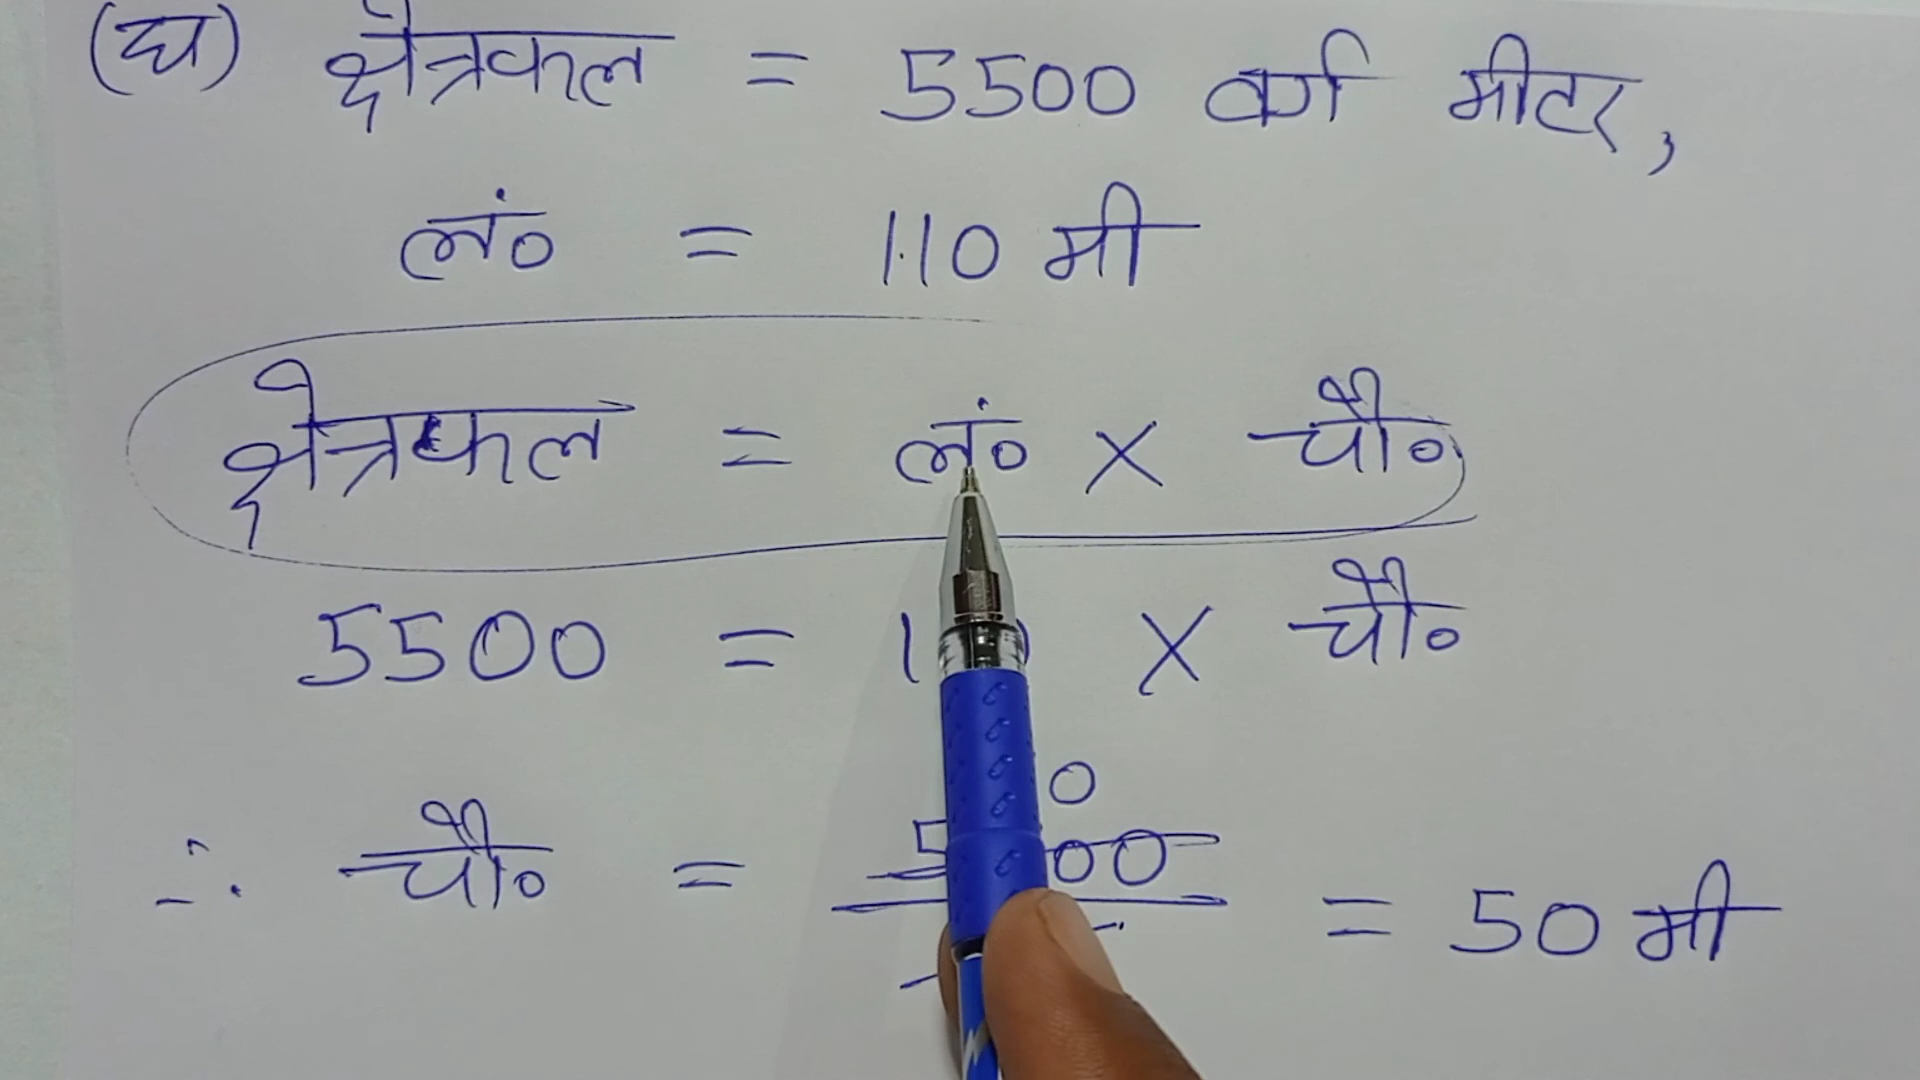 (घ) क्षेत्रफल = 5500 वर्ग मीटर,
लं० = 110 मी
क्षेत्रफल = लं० × चौ०
5500 = × चौ०
∴ चौ० = = 50 मी